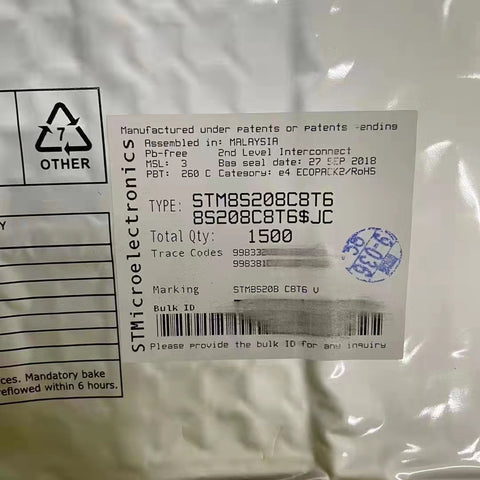 7
OTHER
Y
ces. Mandatory bake
reflowed within 6 hours.
STMicroelectronics
Manufactured under patents or patents pending
Assembled in: MALAYSIA
Pb-free 2nd Level Interconnect
MSL: 3 Bag seal date: 27 SEP 2018
PBT: 260 C Category: e4 ECOPACK2/RoHS
TYPE: STM8S208C8T6
8S208C8T6$JC
Total Qty: 1500
Trace Codes 998332
998381
Marking STM8S208 C8T6 V
Bulk ID
Please provide the bulk ID for any inquiry